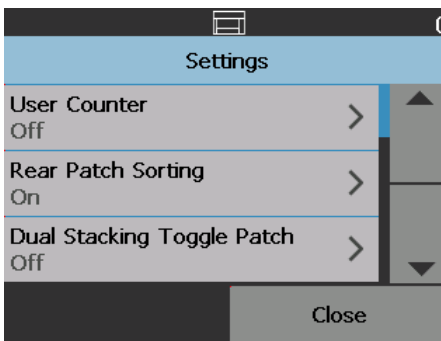 Settings
User Counter
Off
Rear Patch Sorting
On
Dual Stacking Toggle Patch
Off
Close